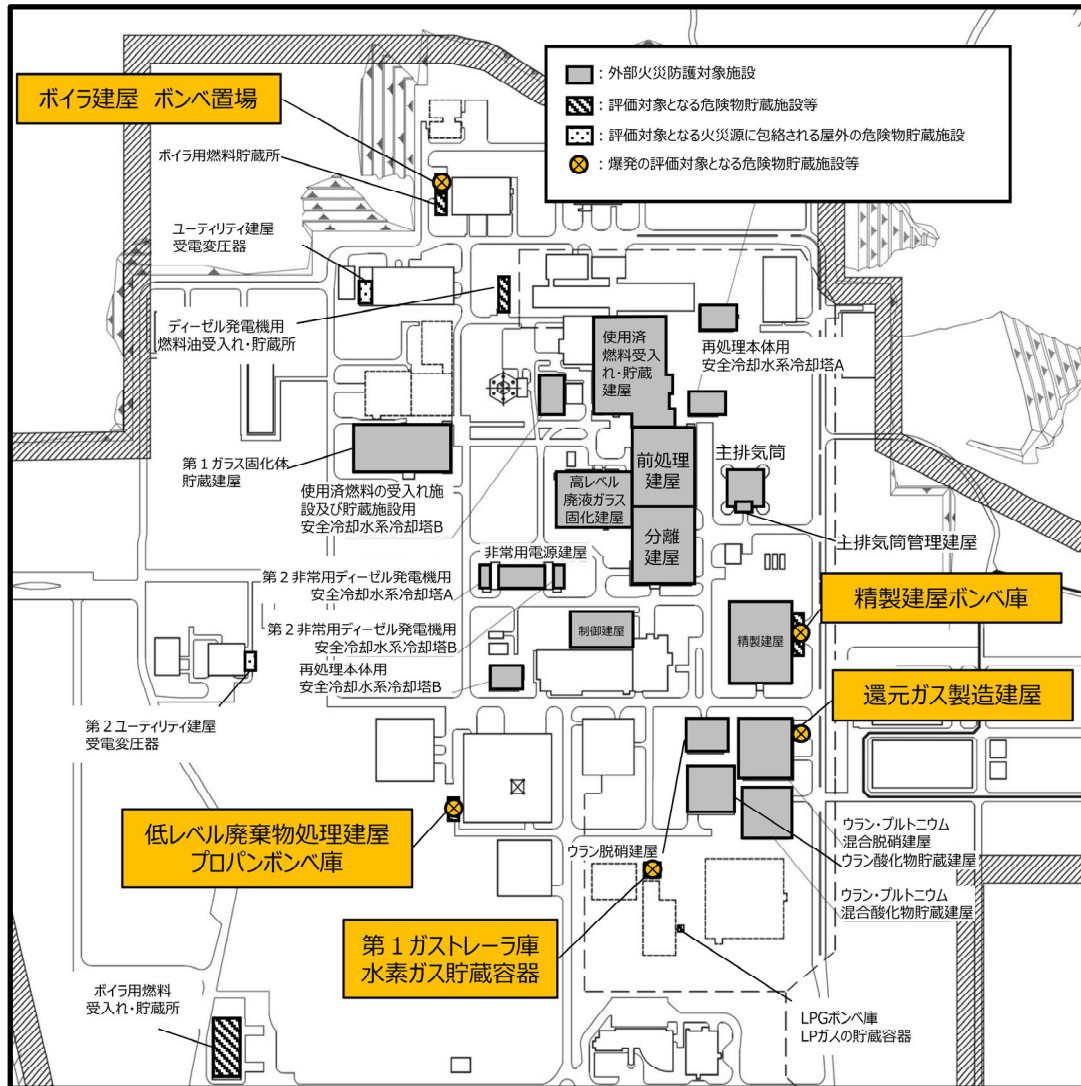 ：外部火災防護対象施設
：評価対象となる危険物貯蔵施設等
：評価対象となる火災源に包絡される屋外の危険物貯蔵施設
：爆発の評価対象となる危険物貯蔵施設等
ボイラ建屋 ボンベ置場
ボイラ用燃料貯蔵所
ユーティリティ建屋
受電変圧器
ディーゼル発電機用
燃料油受入れ・貯蔵所
使用済
燃料受入
れ・貯蔵
建屋
再処理本体用
安全冷却水系冷却塔A
第１ガラス固化体
貯蔵建屋
使用済燃料の受入れ施
設及び貯蔵施設用
安全冷却水系冷却塔B
前処理
建屋
高レベル
廃液ガラス
固化建屋
分離
建屋
主排気筒
主排気筒管理建屋
非常用電源建屋
第２非常用ディーゼル発電機用
安全冷却水系冷却塔A
第２非常用ディーゼル発電機用
安全冷却水系冷却塔B
再処理本体用
安全冷却水系冷却塔B
制御建屋
精製建屋
精製建屋ボンベ庫
還元ガス製造建屋
第２ユーティリティ建屋
受電変圧器
低レベル廃棄物処理建屋
プロパンボンベ庫
ウラン脱硝建屋
ウラン・プルトニウム
混合脱硝建屋
ウラン酸化物貯蔵建屋
ウラン・プルトニウム
混合酸化物貯蔵建屋
第１ガストレーラ庫
水素ガス貯蔵容器
ボイラ用燃料
受入れ・貯蔵所
LPGボンベ庫
LPガスの貯蔵容器